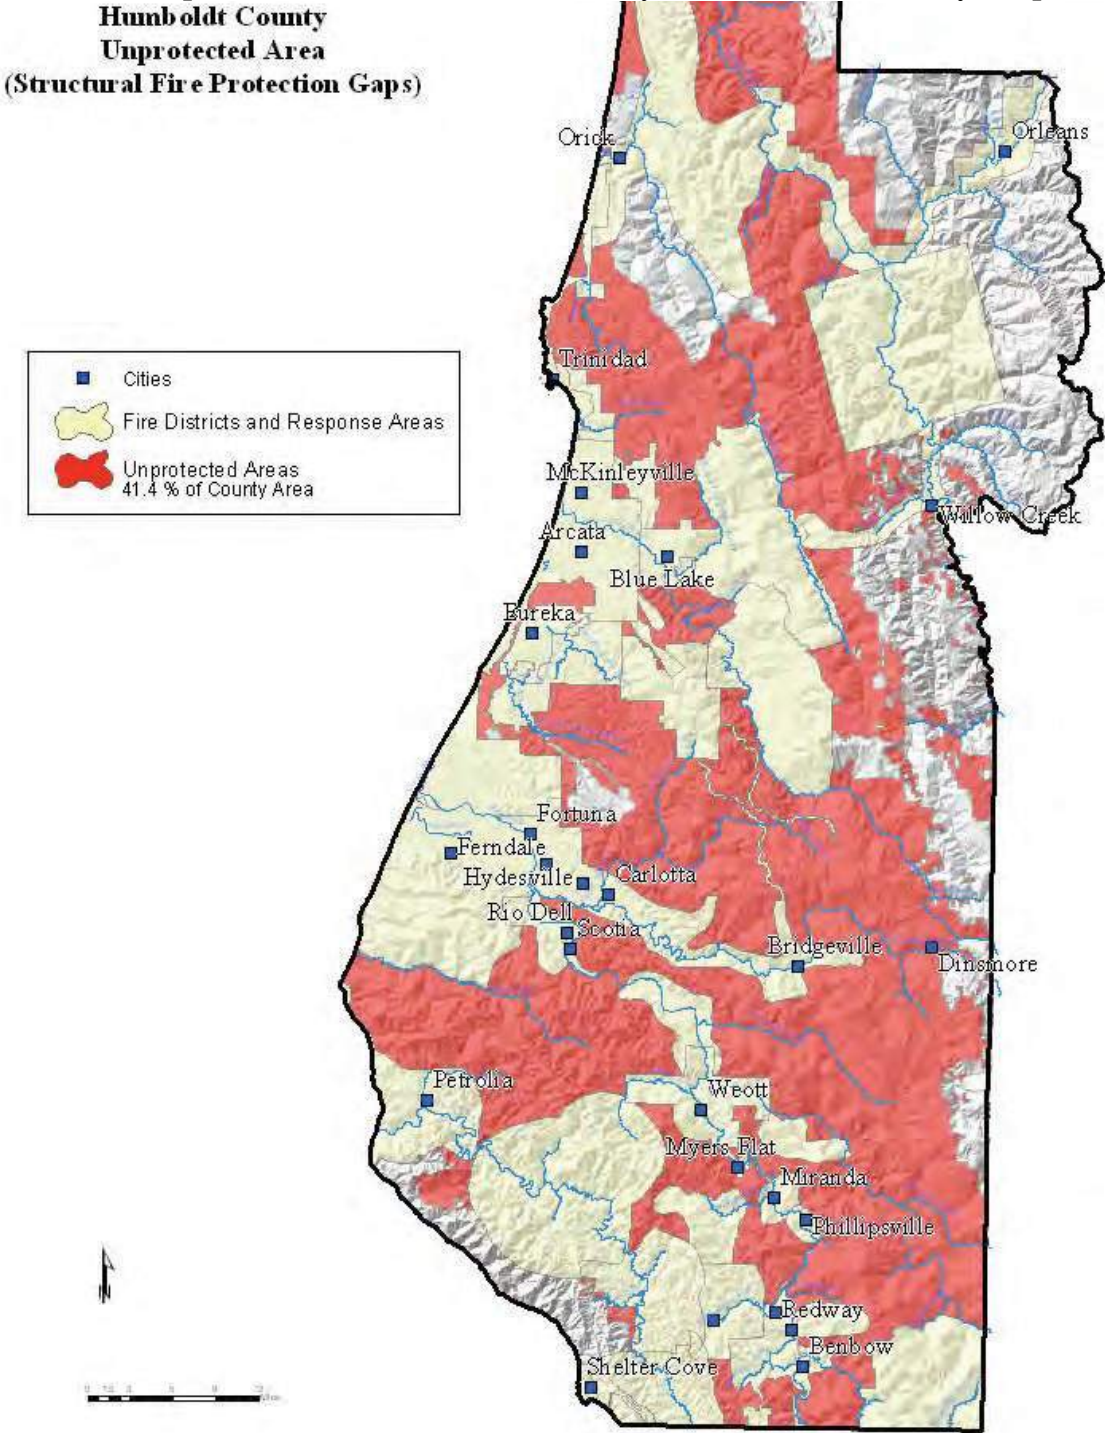 Humboldt County
Unprotected Area
(Structural Fire Protection Gaps)
Orick
Orleans
Trinidad
Cities
Fire Districts and Response Areas
Unprotected Areas
41.4 % of County Area
McKinleyville
Willow Creek
Arcata
Blue Lake
Eureka
Fortuna
Ferndale
Hydesville
Carlotta
Rio Dell
Scotia
Bridgeville
Dinsmore
Petrolia
Weott
Myers Flat
Miranda
Phillipsville
N
Redway
Benbow
Shelter Cove